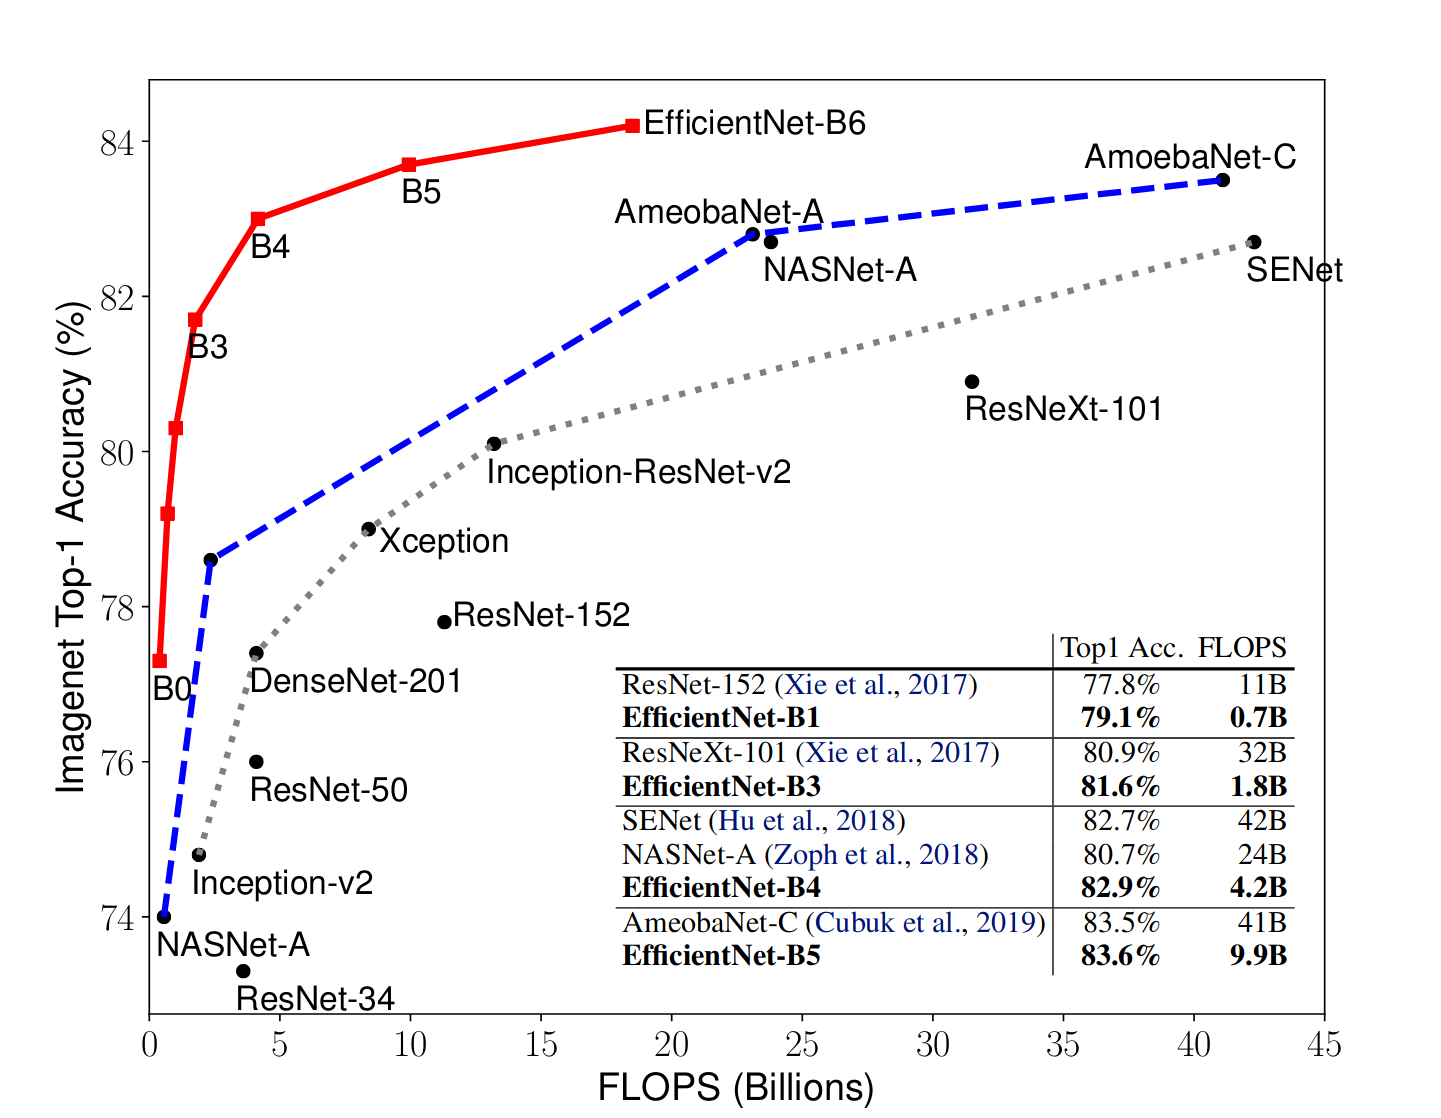 84
82
80
78
76
74
Imagenet Top-1 Accuracy (%)
EfficientNet-B6
AmoebaNet-C
B5
AmeobaNet-A
B4
NASNet-A
SENet
B3
ResNeXt-101
Inception-ResNet-v2
Xception
ResNet-152
B0
DenseNet-201
ResNet-50
Inception-v2
NASNet-A
ResNet-34
Top1 Acc. FLOPS
ResNet-152 (Xie et al., 2017) 77.8% 11B
EfficientNet-B1 79.1% 0.7B
ResNeXt-101 (Xie et al., 2017) 80.9% 32B
EfficientNet-B3 81.6% 1.8B
SENet (Hu et al., 2018) 82.7% 42B
NASNet-A (Zoph et al., 2018) 80.7% 24B
EfficientNet-B4 82.9% 4.2B
AmeobaNet-C (Cubuk et al., 2019) 83.5% 41B
EfficientNet-B5 83.6% 9.9B
0 5 10 15 20 25 30 35 40 45
FLOPS (Billions)